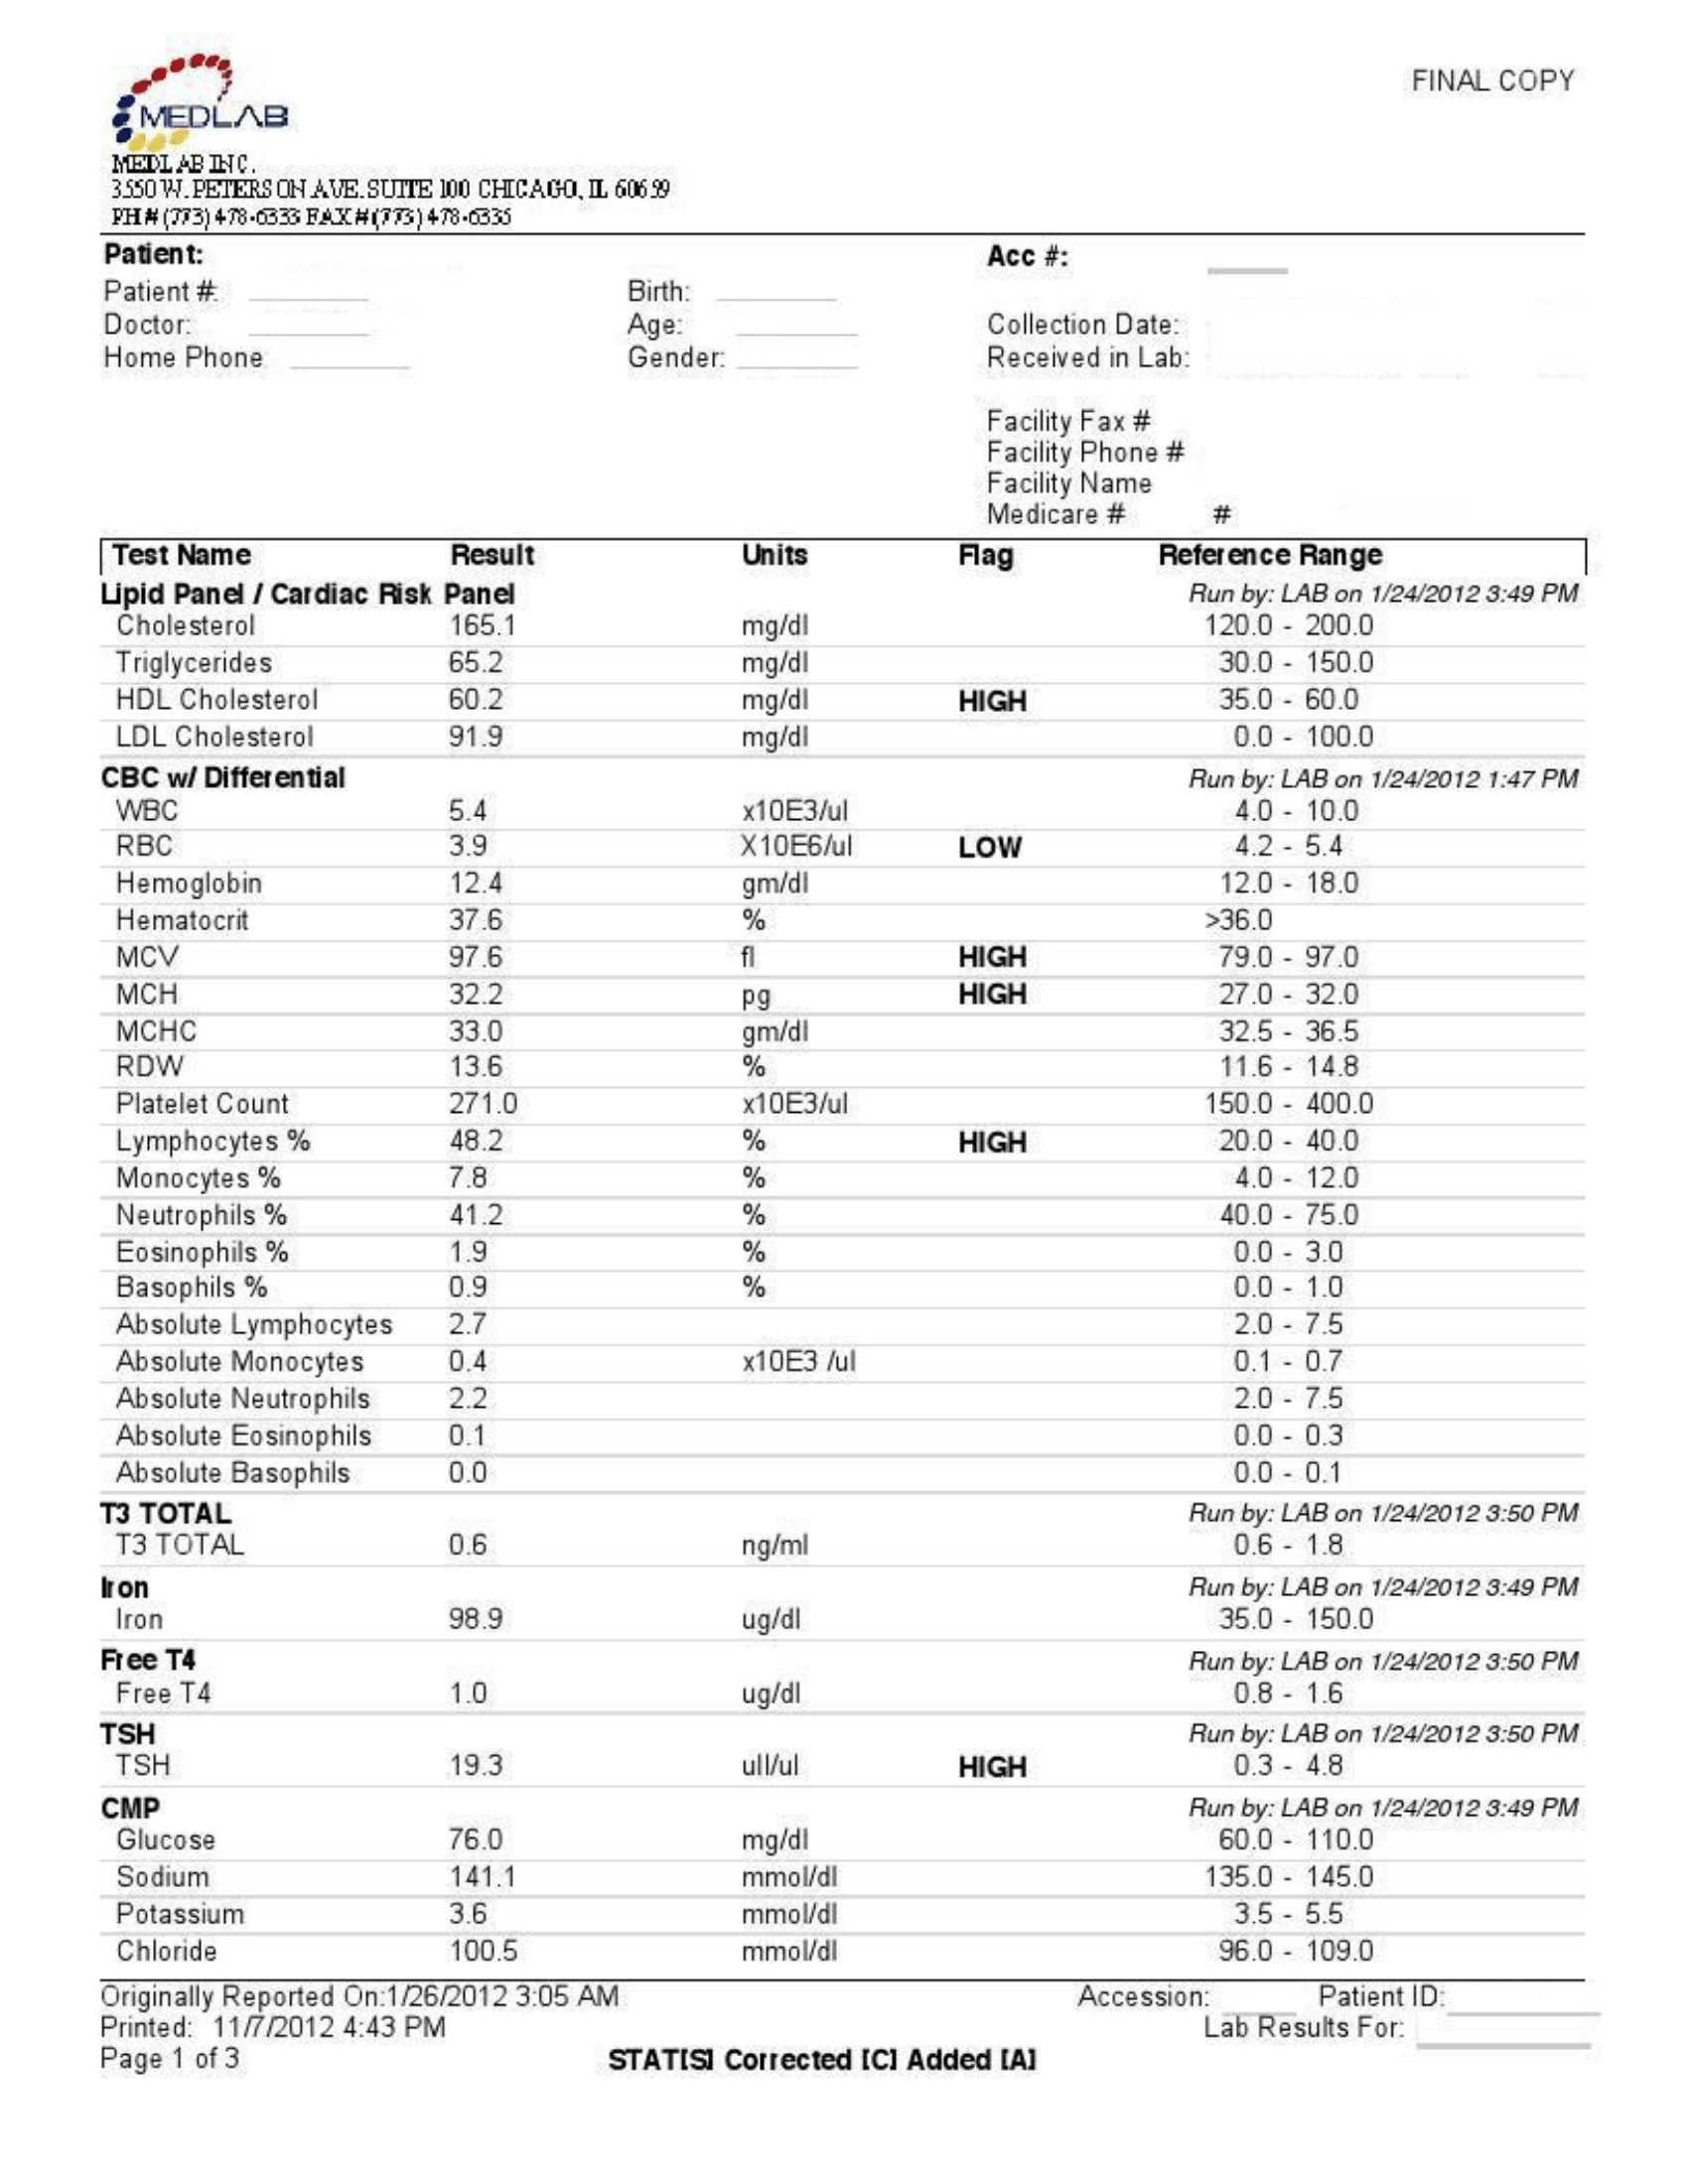 MEDLAB
FINAL COPY
MEDLAB INC.
3550 W. PETERSON AVE. SUITE 100 CHICAGO, IL 60659
PH # (773) 478-6333 FAX # (773) 478-6335
Patient: Acc #:
Patient #: Birth:
Doctor: Age: Collection Date:
Home Phone Gender: Received in Lab:
Facility Fax #
Facility Phone #
Facility Name
Medicare # #
Test Name Result Units Flag Reference Range
Lipid Panel / Cardiac Risk Panel Run by: LAB on 1/24/2012 3:49 PM
Cholesterol 165.1 mg/dl 120.0 - 200.0
Triglycerides 65.2 mg/dl 30.0 - 150.0
HDL Cholesterol 60.2 mg/dl HIGH 35.0 - 60.0
LDL Cholesterol 91.9 mg/dl 0.0 - 100.0
CBC w/ Differential Run by: LAB on 1/24/2012 1:47 PM
WBC 5.4 x10E3/ul 4.0 - 10.0
RBC 3.9 X10E6/ul LOW 4.2 - 5.4
Hemoglobin 12.4 gm/dl 12.0 - 18.0
Hematocrit 37.6 % >36.0
MCV 97.6 fl HIGH 79.0 - 97.0
MCH 32.2 pg HIGH 27.0 - 32.0
MCHC 33.0 gm/dl 32.5 - 36.5
RDW 13.6 % 11.6 - 14.8
Platelet Count 271.0 x10E3/ul 150.0 - 400.0
Lymphocytes % 48.2 % HIGH 20.0 - 40.0
Monocytes % 7.8 % 4.0 - 12.0
Neutrophils % 41.2 % 40.0 - 75.0
Eosinophils % 1.9 % 0.0 - 3.0
Basophils % 0.9 % 0.0 - 1.0
Absolute Lymphocytes 2.7 2.0 - 7.5
Absolute Monocytes 0.4 x10E3 /ul 0.1 - 0.7
Absolute Neutrophils 2.2 2.0 - 7.5
Absolute Eosinophils 0.1 0.0 - 0.3
Absolute Basophils 0.0 0.0 - 0.1
T3 TOTAL Run by: LAB on 1/24/2012 3:50 PM
T3 TOTAL 0.6 ng/ml 0.6 - 1.8
Iron Run by: LAB on 1/24/2012 3:49 PM
Iron 98.9 ug/dl 35.0 - 150.0
Free T4 Run by: LAB on 1/24/2012 3:50 PM
Free T4 1.0 ug/dl 0.8 - 1.6
TSH Run by: LAB on 1/24/2012 3:50 PM
TSH 19.3 uIl/ul HIGH 0.3 - 4.8
CMP Run by: LAB on 1/24/2012 3:49 PM
Glucose 76.0 mg/dl 60.0 - 110.0
Sodium 141.1 mmol/dl 135.0 - 145.0
Potassium 3.6 mmol/dl 3.5 - 5.5
Chloride 100.5 mmol/dl 96.0 - 109.0
Originally Reported On:1/26/2012 3:05 AM Accession: Patient ID:
Printed: 11/7/2012 4:43 PM Lab Results For:
Page 1 of 3 STAT[S] Corrected [C] Added [A]